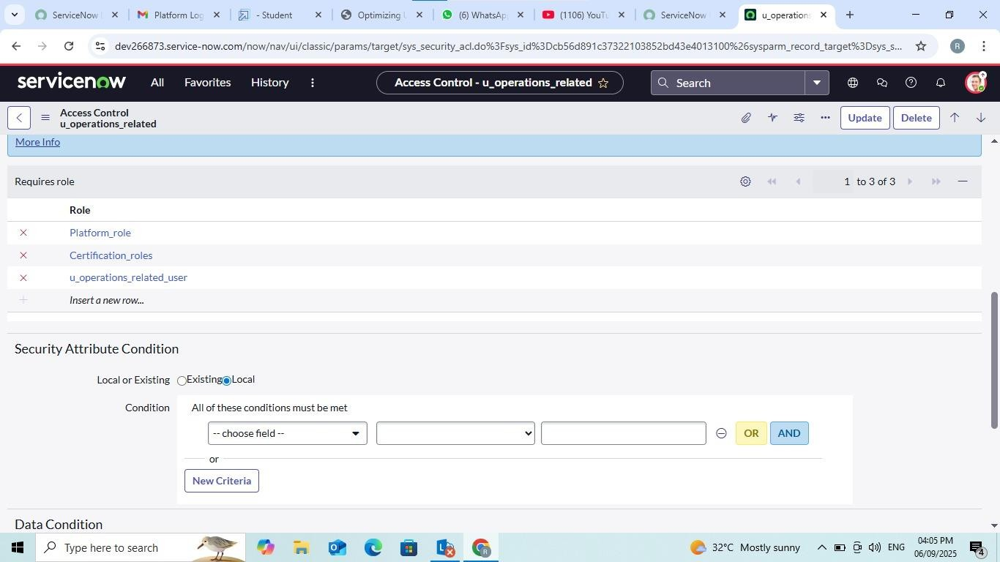 ServiceNow
Platform Log
- Student
Optimizing
(6) WhatsAp
(1106) YouTu
ServiceNow
u_operations
dev266873.service-now.com/now/nav/ui/classic/params/target/sys_security_acl.do%3Fsys_id%3Dcb56d891c37322103852bd43e4013100%26sysparm_record_target%3Dsys_s...
R
servicenow
All
Favorites
History
Access Control - u_operations_related
Search
Access Control
u_operations_related
Update
Delete
More Info
Requires role
1 to 3 of 3
Role
Platform_role
Certification_roles
u_operations_related_user
Insert a new row...
Security Attribute Condition
Local or Existing
Existing
Local
Condition
All of these conditions must be met
-- choose field --
OR
AND
or
New Criteria
Data Condition
Type here to search
32°C Mostly sunny
ENG
04:05 PM
06/09/2025
4